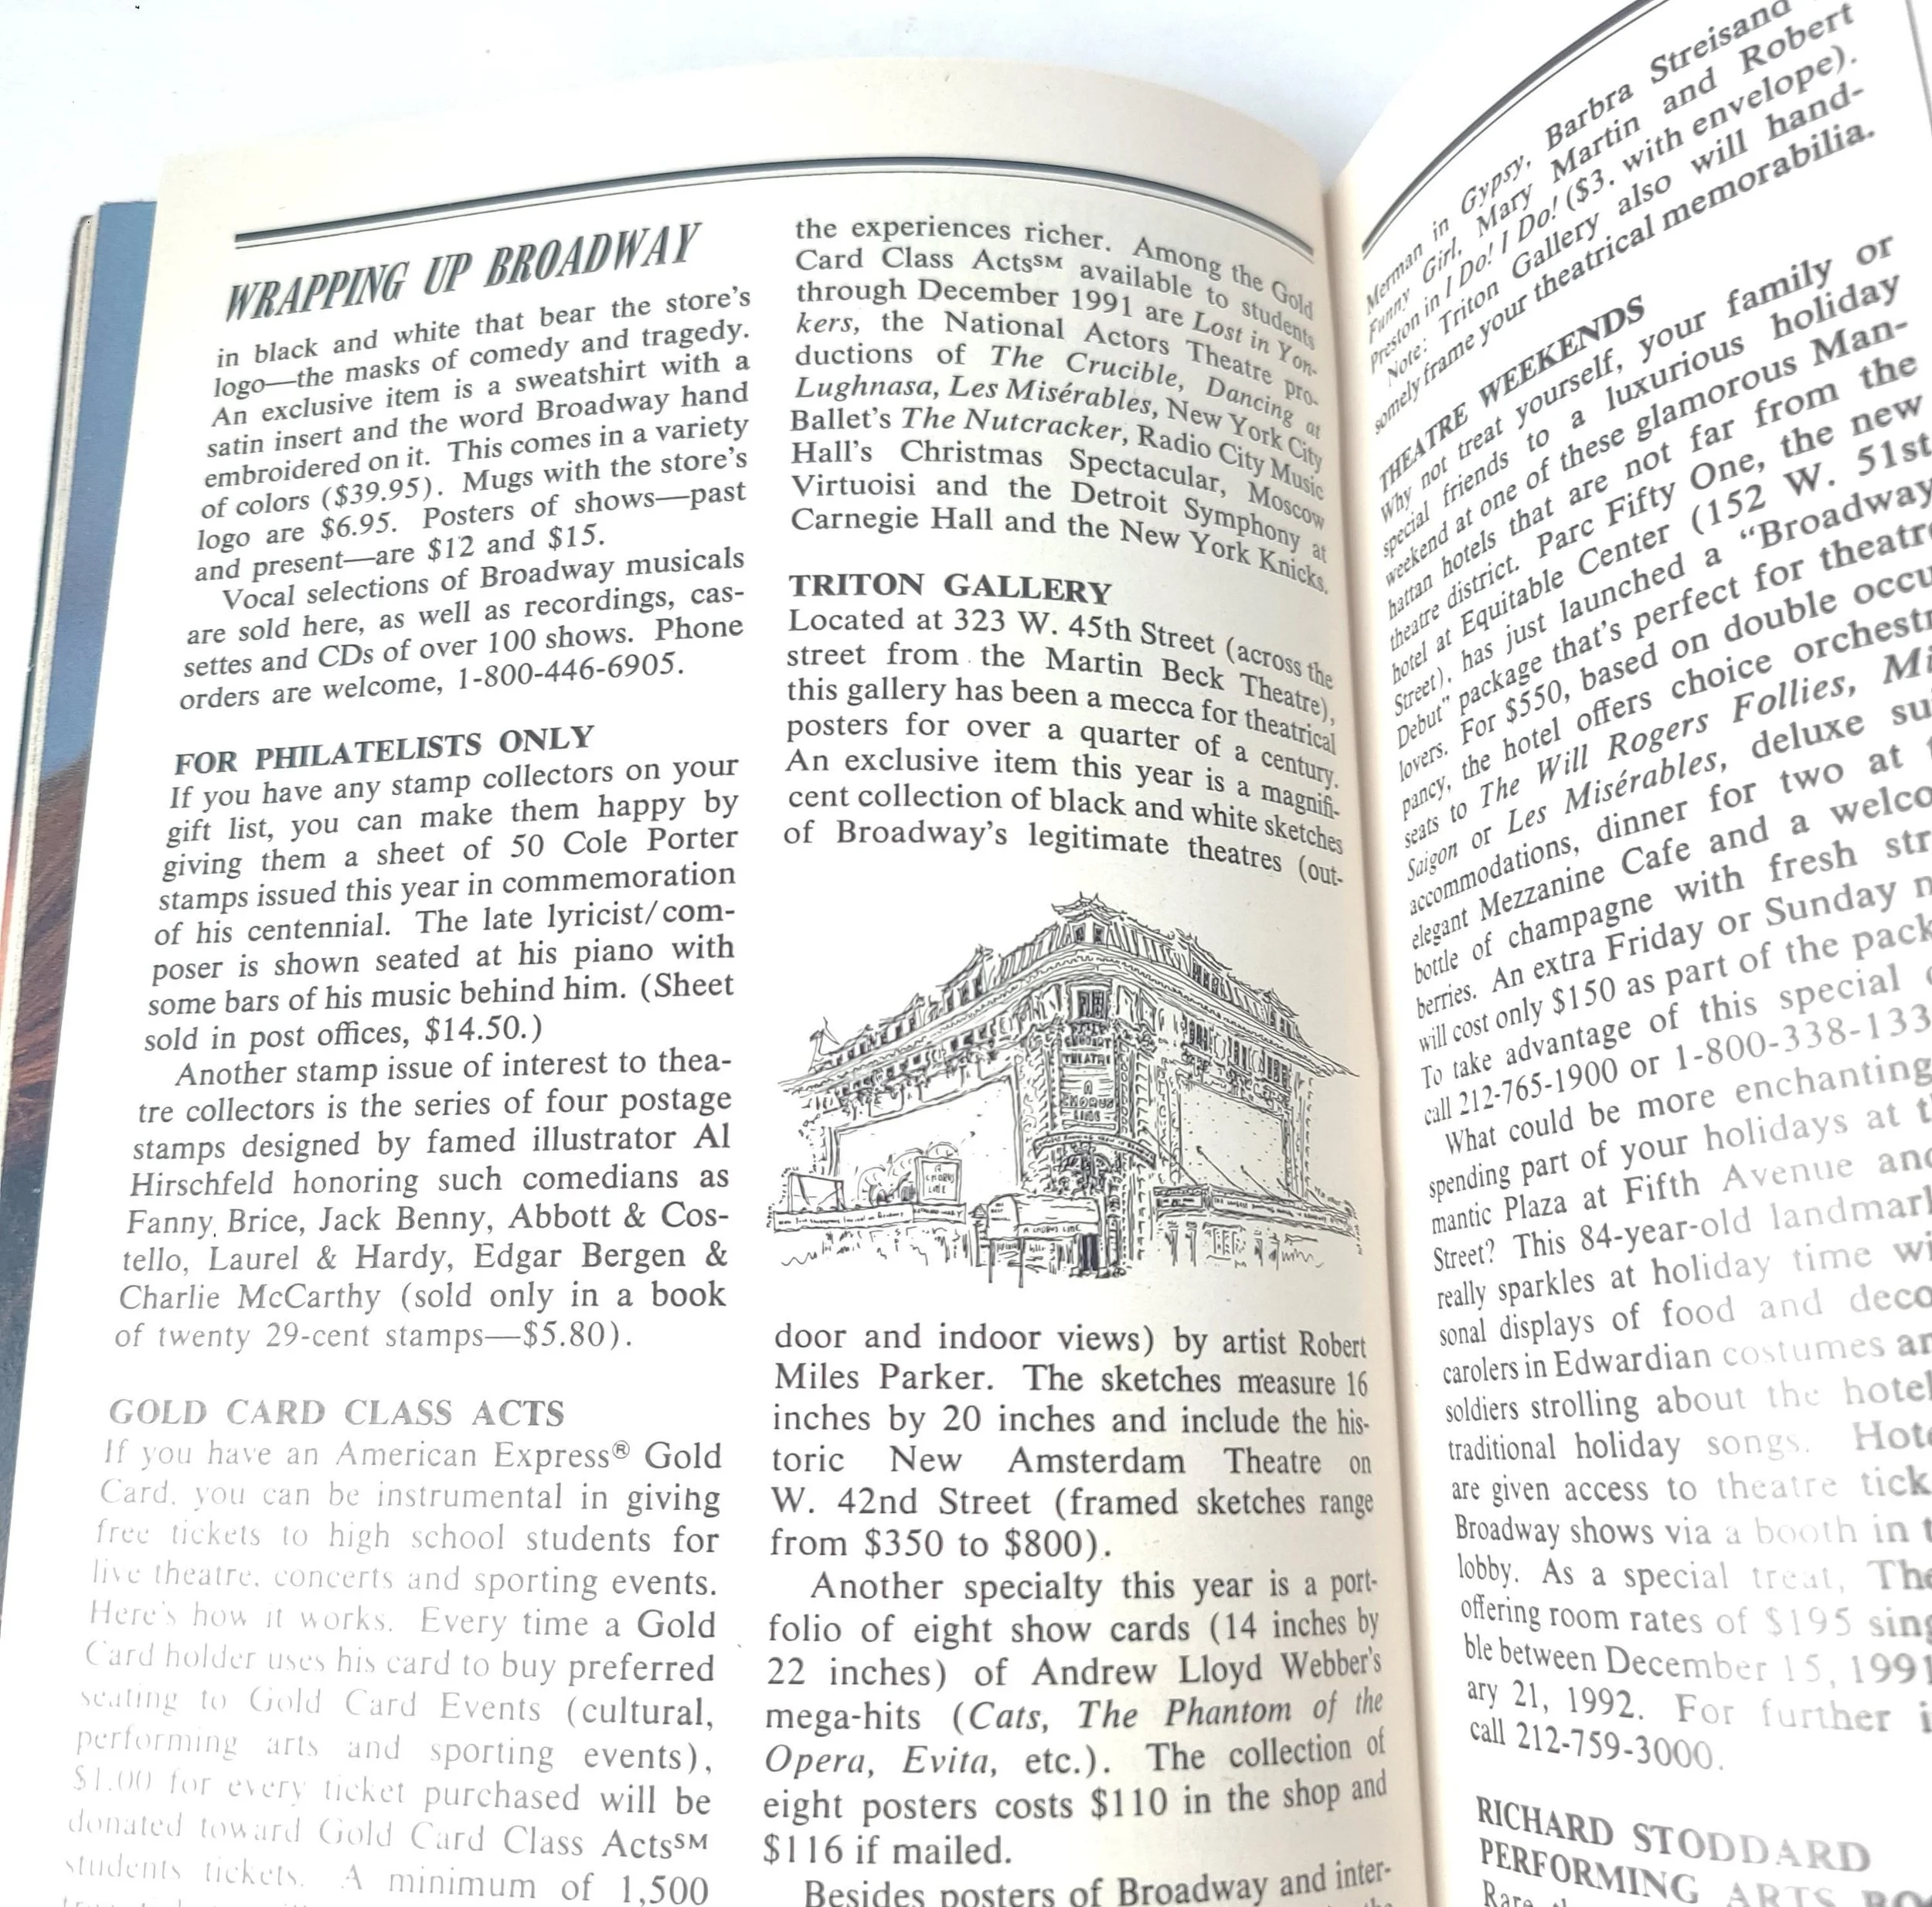 WRAPPING UP BROADWAY
in black and white that bear the store's
logo—the masks of comedy and tragedy.
An exclusive item is a sweatshirt with a
satin insert and the word Broadway hand
embroidered on it. This comes in a variety
of colors ($39.95). Mugs with the store's
logo are $6.95. Posters of shows—past
and present—are $12 and $15.
Vocal selections of Broadway musicals
are sold here, as well as recordings, cas-
settes and CDs of over 100 shows. Phone
orders are welcome, 1-800-446-6905.
FOR PHILATELISTS ONLY
If you have any stamp collectors on your
gift list, you can make them happy by
giving them a sheet of 50 Cole Porter
stamps issued this year in commemoration
of his centennial. The late lyricist/com-
poser is shown seated at his piano with
some bars of his music behind him. (Sheet
sold in post offices, $14.50.)
Another stamp issue of interest to thea-
tre collectors is the series of four postage
stamps designed by famed illustrator Al
Hirschfeld honoring such comedians as
Fanny Brice, Jack Benny, Abbott & Cos-
tello, Laurel & Hardy, Edgar Bergen &
Charlie McCarthy (sold only in a book
of twenty 29-cent stamps—$5.80).
GOLD CARD CLASS ACTS
If you have an American Express® Gold
Card, you can be instrumental in giving
free tickets to high school students for
live theatre, concerts and sporting events.
Here's how it works. Every time a Gold
Card holder uses his card to buy preferred
seating to Gold Card Events (cultural,
performing arts and sporting events),
$1.00 for every ticket purchased will be
donated toward Gold Card Class Acts℠
students tickets. A minimum of 1,500
the experiences richer. Among the Gold
Card Class Acts℠ available to students
through December 1991 are Lost in Yon-
kers, the National Actors Theatre pro-
ductions of The Crucible, Dancing at
Lughnasa, Les Misérables, New York City
Ballet's The Nutcracker, Radio City Music
Hall's Christmas Spectacular, Moscow
Virtuoisi and the Detroit Symphony at
Carnegie Hall and the New York Knicks.
TRITON GALLERY
Located at 323 W. 45th Street (across the
street from the Martin Beck Theatre),
this gallery has been a mecca for theatrical
posters for over a quarter of a century.
An exclusive item this year is a magnifi-
cent collection of black and white sketches
of Broadway's legitimate theatres (out-
SHUBERT
THEATRE
A
CHORUS
LINE
A
CHORUS
LINE
A CHORUS LINE
door and indoor views) by artist Robert
Miles Parker. The sketches measure 16
inches by 20 inches and include the his-
toric New Amsterdam Theatre on
W. 42nd Street (framed sketches range
from $350 to $800).
Another specialty this year is a port-
folio of eight show cards (14 inches by
22 inches) of Andrew Lloyd Webber's
mega-hits (Cats, The Phantom of the
Opera, Evita, etc.). The collection of
eight posters costs $110 in the shop and
$116 if mailed.
Besides posters of Broadway and inter-
Merman in Gypsy, Barbra Streisand
Funny Girl, Mary Martin and Robert
Preston in I Do! I Do! ($3. with envelope).
Note: Triton Gallery also will hand-
somely frame your theatrical memorabilia.
THEATRE WEEKENDS
Why not treat yourself, your family or
special friends to a luxurious holiday
weekend at one of these glamorous Man-
hattan hotels that are not far from the
theatre district. Parc Fifty One, the new
hotel at Equitable Center (152 W. 51st
Street), has just launched a "Broadway
Debut" package that's perfect for theatre
lovers. For $550, based on double occu
pancy, the hotel offers choice orchestr
seats to The Will Rogers Follies, Mi
Saigon or Les Misérables, deluxe su
accommodations, dinner for two at
elegant Mezzanine Cafe and a welco
bottle of champagne with fresh str
berries. An extra Friday or Sunday n
will cost only $150 as part of the pack
To take advantage of this special
call 212-765-1900 or 1-800-338-133
What could be more enchanting
spending part of your holidays at t
mantic Plaza at Fifth Avenue and
Street? This 84-year-old landmark
really sparkles at holiday time wi
sonal displays of food and deco
carolers in Edwardian costumes an
soldiers strolling about the hotel
traditional holiday songs. Hote
are given access to theatre tick
Broadway shows via a booth in t
lobby. As a special treat, The
offering room rates of $195 sing
ble between December 15, 1991
ary 21, 1992. For further i
call 212-759-3000.
RICHARD STODDARD
PERFORMING ARTS BO
Rare